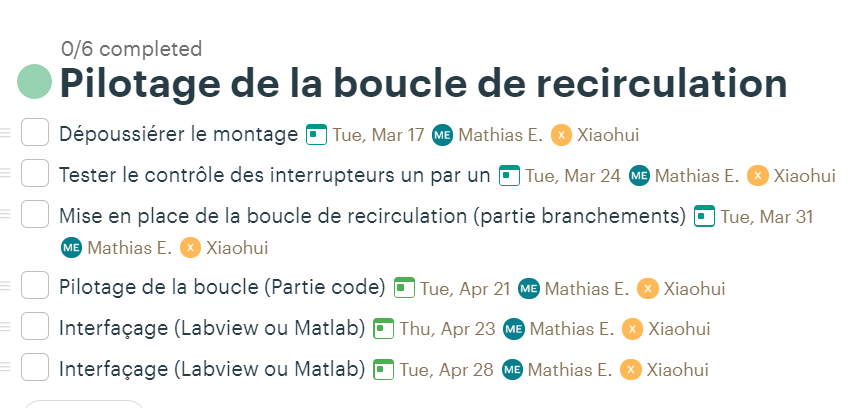 0/6 completed
Pilotage de la boucle de recirculation
Dépoussiérer le montage Tue, Mar 17 ME Mathias E. X Xiaohui
Tester le contrôle des interrupteurs un par un Tue, Mar 24 ME Mathias E. X Xiaohui
Mise en place de la boucle de recirculation (partie branchements) Tue, Mar 31
ME Mathias E. X Xiaohui
Pilotage de la boucle (Partie code) Tue, Apr 21 ME Mathias E. X Xiaohui
Interfaçage (Labview ou Matlab) Thu, Apr 23 ME Mathias E. X Xiaohui
Interfaçage (Labview ou Matlab) Tue, Apr 28 ME Mathias E. X Xiaohui